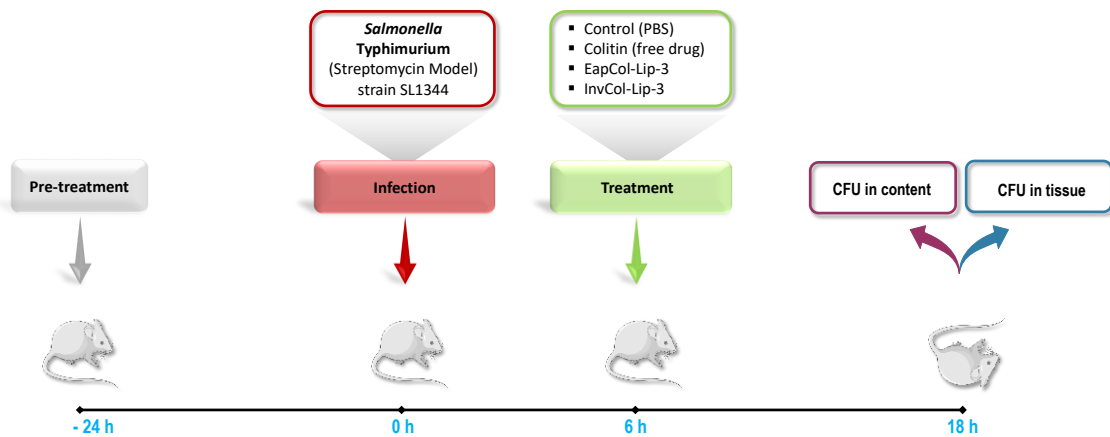 Salmonella
Typhimurium
(Streptomycin Model)
strain SL1344
▪ Control (PBS)
▪ Colitin (free drug)
▪ EapCol-Lip-3
▪ InvCol-Lip-3
Pre-treatment
Infection
Treatment
CFU in content
CFU in tissue
- 24 h
0 h
6 h
18 h